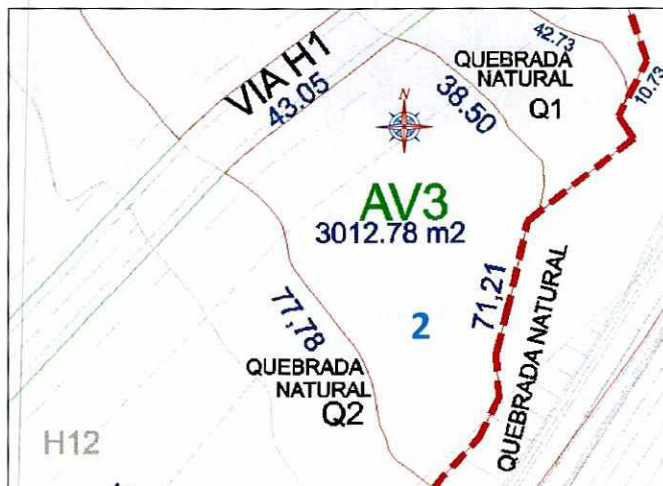 VIA H1
43.05
42.73
QUEBRADA
NATURAL
Q1
10.73
38.50
N
AV3
3012.78 m2
71,21
2
77,78
QUEBRADA
NATURAL
Q2
QUEBRADA NATURAL
H12